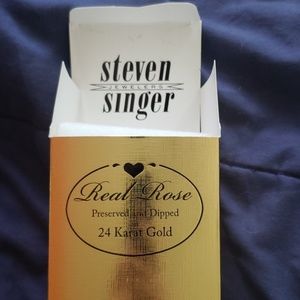 steven
JEWELERS
singer
Real Rose
Preserved and Dipped
24 Karat Gold